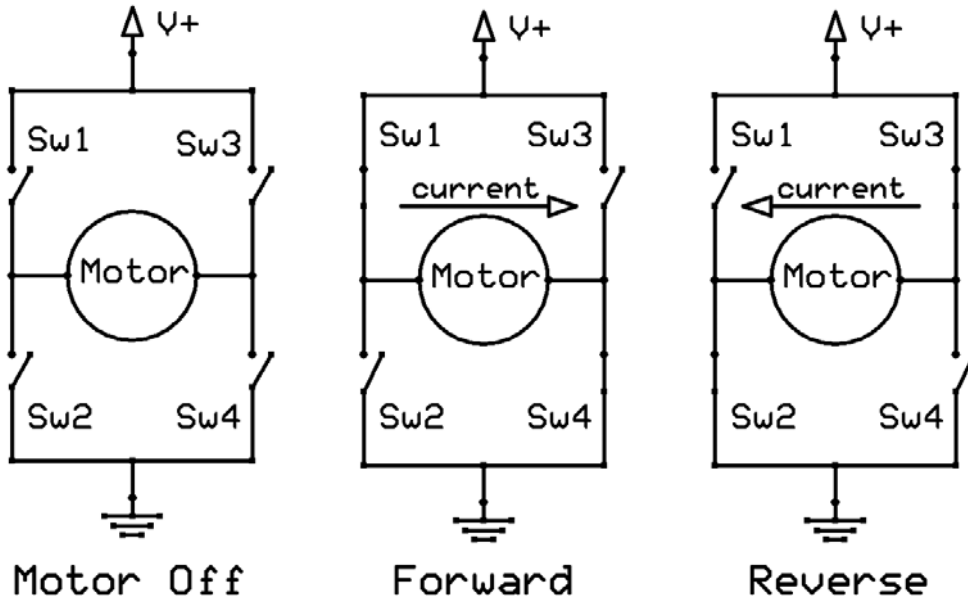 V+
Sw1 Sw3
Motor
Sw2 Sw4
Motor Off
V+
Sw1 Sw3
current
Motor
Sw2 Sw4
Forward
V+
Sw1 Sw3
current
Motor
Sw2 Sw4
Reverse